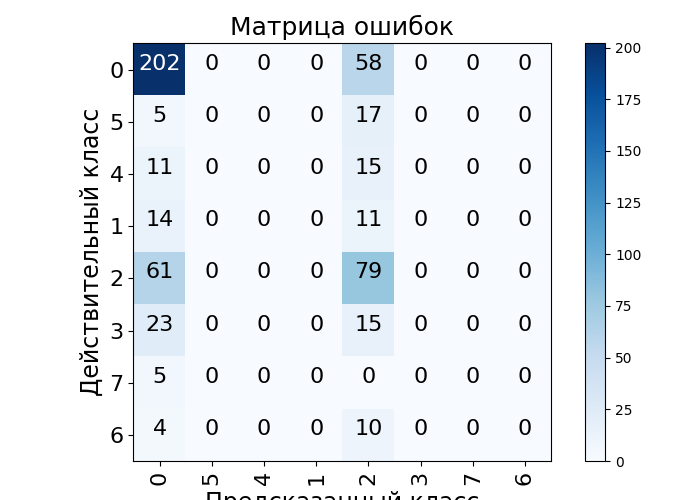 Матрица ошибок
Действительный класс
0 202 0 0 0 58 0 0 0
5 5 0 0 0 17 0 0 0
4 11 0 0 0 15 0 0 0
1 14 0 0 0 11 0 0 0
2 61 0 0 0 79 0 0 0
3 23 0 0 0 15 0 0 0
7 5 0 0 0 0 0 0 0
6 4 0 0 0 10 0 0 0
0 5 4 1 2 3 7 6
Предсказанный класс
200
175
150
125
100
75
50
25
0